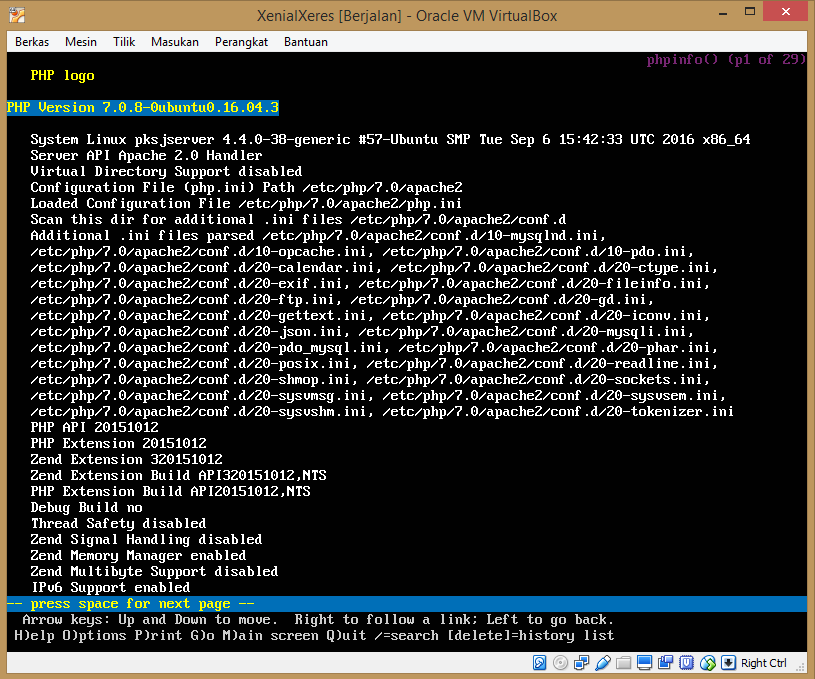 XenialXeres [Berjalan] - Oracle VM VirtualBox
Berkas Mesin Tilik Masukan Perangkat Bantuan
phpinfo() (p1 of 29)
PHP logo
PHP Version 7.0.8-0ubuntu0.16.04.3
System Linux pksjserver 4.4.0-38-generic #57-Ubuntu SMP Tue Sep 6 15:42:33 UTC 2016 x86_64
Server API Apache 2.0 Handler
Virtual Directory Support disabled
Configuration File (php.ini) Path /etc/php/7.0/apache2
Loaded Configuration File /etc/php/7.0/apache2/php.ini
Scan this dir for additional .ini files /etc/php/7.0/apache2/conf.d
Additional .ini files parsed /etc/php/7.0/apache2/conf.d/10-mysqlnd.ini,
/etc/php/7.0/apache2/conf.d/10-opcache.ini, /etc/php/7.0/apache2/conf.d/10-pdo.ini,
/etc/php/7.0/apache2/conf.d/20-calendar.ini, /etc/php/7.0/apache2/conf.d/20-ctype.ini,
/etc/php/7.0/apache2/conf.d/20-exif.ini, /etc/php/7.0/apache2/conf.d/20-fileinfo.ini,
/etc/php/7.0/apache2/conf.d/20-ftp.ini, /etc/php/7.0/apache2/conf.d/20-gd.ini,
/etc/php/7.0/apache2/conf.d/20-gettext.ini, /etc/php/7.0/apache2/conf.d/20-iconv.ini,
/etc/php/7.0/apache2/conf.d/20-json.ini, /etc/php/7.0/apache2/conf.d/20-mysqli.ini,
/etc/php/7.0/apache2/conf.d/20-pdo_mysql.ini, /etc/php/7.0/apache2/conf.d/20-phar.ini,
/etc/php/7.0/apache2/conf.d/20-posix.ini, /etc/php/7.0/apache2/conf.d/20-readline.ini,
/etc/php/7.0/apache2/conf.d/20-shmop.ini, /etc/php/7.0/apache2/conf.d/20-sockets.ini,
/etc/php/7.0/apache2/conf.d/20-sysvmsg.ini, /etc/php/7.0/apache2/conf.d/20-sysvsem.ini,
/etc/php/7.0/apache2/conf.d/20-sysvshm.ini, /etc/php/7.0/apache2/conf.d/20-tokenizer.ini
PHP API 20151012
PHP Extension 20151012
Zend Extension 320151012
Zend Extension Build API320151012,NTS
PHP Extension Build API20151012,NTS
Debug Build no
Thread Safety disabled
Zend Signal Handling disabled
Zend Memory Manager enabled
Zend Multibyte Support disabled
IPv6 Support enabled
-- press space for next page --
Arrow keys: Up and Down to move. Right to follow a link; Left to go back.
H)elp O)ptions P)rint G)o M)ain screen Q)uit /=search [delete]=history list
Right Ctrl